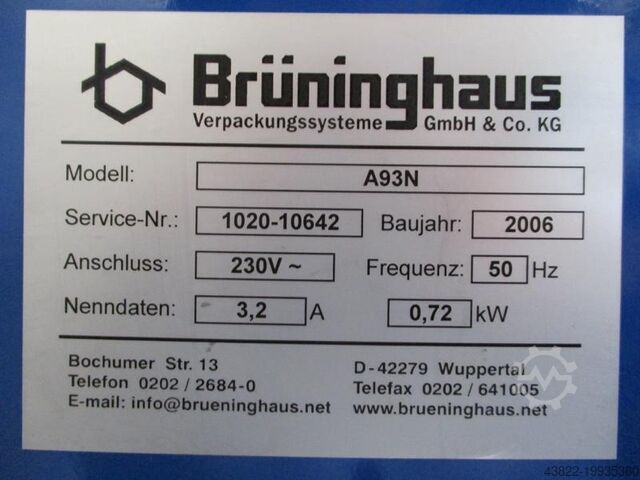 Brüninghaus
Verpackungssysteme GmbH & Co. KG
Modell: A93N
Service-Nr.: 1020-10642 Baujahr: 2006
Anschluss: 230V ~ Frequenz: 50 Hz
Nenndaten: 3,2 A 0,72 kW
Bochumer Str. 13 D-42279 Wuppertal
Telefon 0202 / 2684-0 Telefax 0202 / 641005
E-mail: info@brueninghaus.net www.brueninghaus.net
43822-19935360